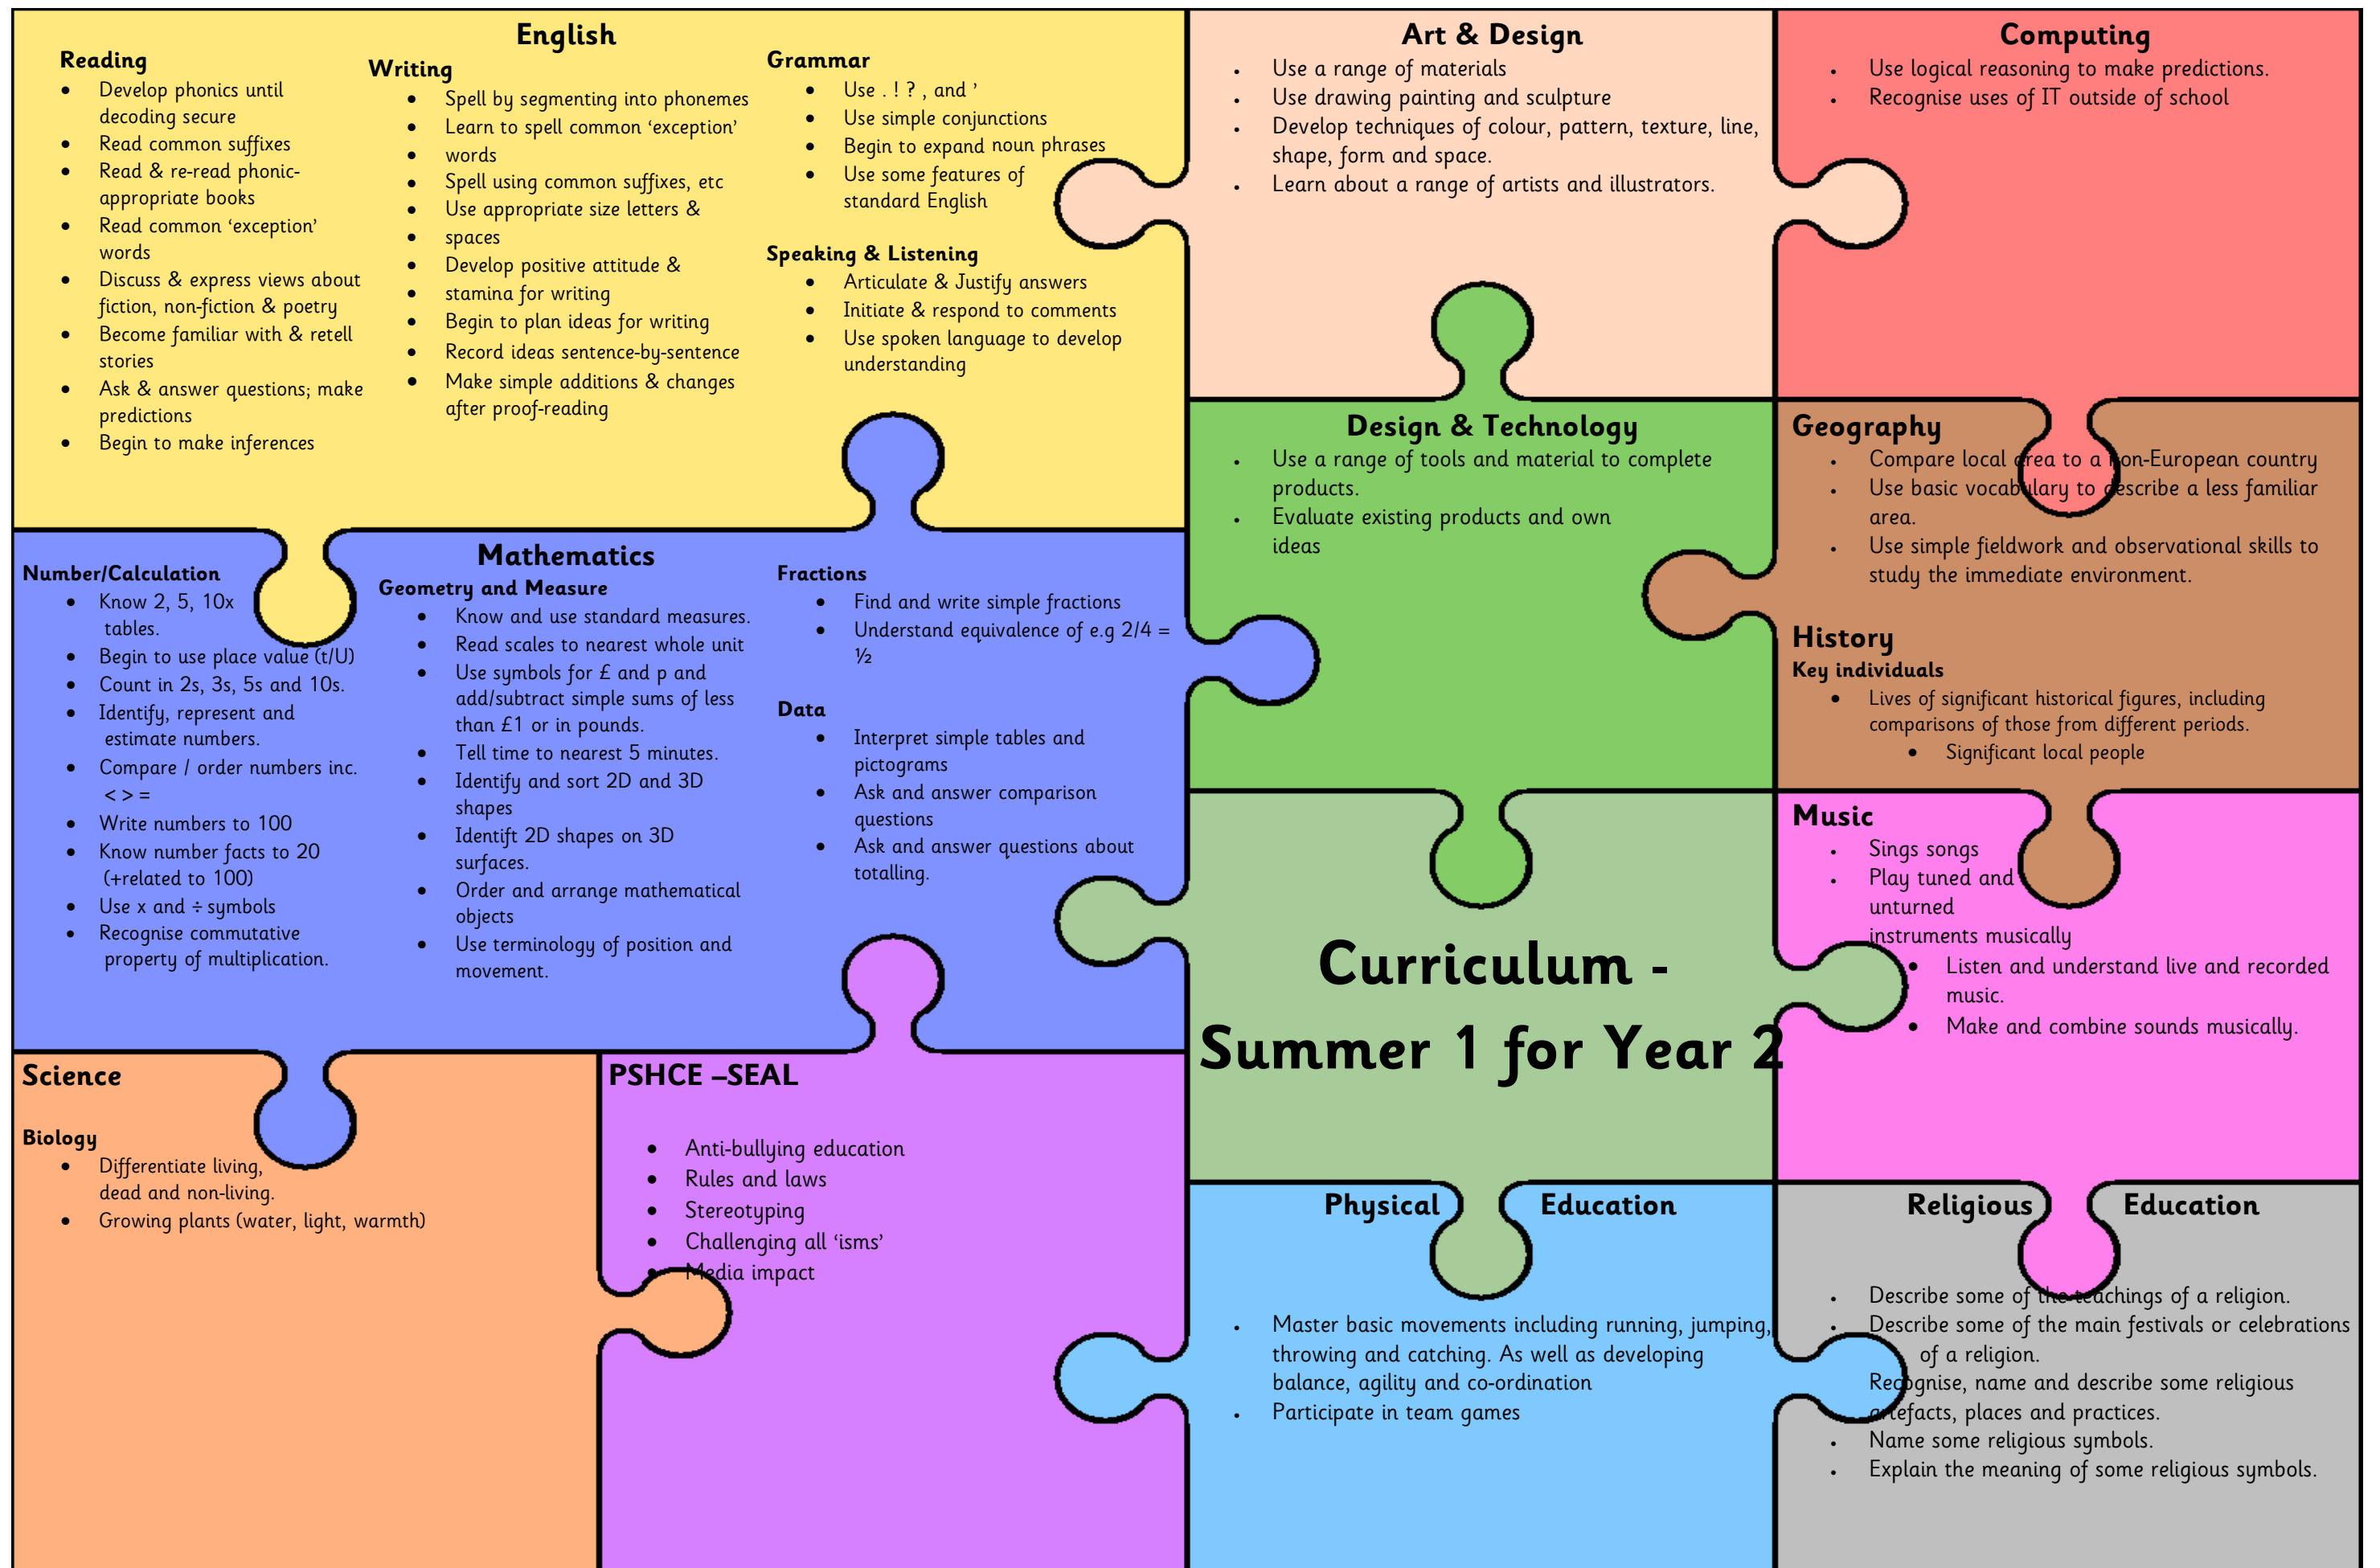 English
Reading
• Develop phonics until
decoding secure
• Read common suffixes
• Read & re-read phonic-
appropriate books
• Read common ‘exception’
words
• Discuss & express views about
fiction, non-fiction & poetry
• Become familiar with & retell
stories
• Ask & answer questions; make
predictions
• Begin to make inferences
Writing
• Spell by segmenting into phonemes
• Learn to spell common ‘exception’
• words
• Spell using common suffixes, etc
• Use appropriate size letters &
• spaces
• Develop positive attitude &
• stamina for writing
• Begin to plan ideas for writing
• Record ideas sentence-by-sentence
• Make simple additions & changes
after proof-reading
Grammar
• Use . ! ? , and ’
• Use simple conjunctions
• Begin to expand noun phrases
• Use some features of
standard English
Speaking & Listening
• Articulate & Justify answers
• Initiate & respond to comments
• Use spoken language to develop
understanding
Art & Design
• Use a range of materials
• Use drawing painting and sculpture
• Develop techniques of colour, pattern, texture, line,
shape, form and space.
• Learn about a range of artists and illustrators.
Computing
• Use logical reasoning to make predictions.
• Recognise uses of IT outside of school
Mathematics
Number/Calculation
• Know 2, 5, 10x
tables.
• Begin to use place value (t/U)
• Count in 2s, 3s, 5s and 10s.
• Identify, represent and
estimate numbers.
• Compare / order numbers inc.
< > =
• Write numbers to 100
• Know number facts to 20
(+related to 100)
• Use x and ÷ symbols
• Recognise commutative
property of multiplication.
Geometry and Measure
• Know and use standard measures.
• Read scales to nearest whole unit
• Use symbols for £ and p and
add/subtract simple sums of less
than £1 or in pounds.
• Tell time to nearest 5 minutes.
• Identify and sort 2D and 3D
shapes
• Identift 2D shapes on 3D
surfaces.
• Order and arrange mathematical
objects
• Use terminology of position and
movement.
Fractions
• Find and write simple fractions
• Understand equivalence of e.g 2/4 =
½
Data
• Interpret simple tables and
pictograms
• Ask and answer comparison
questions
• Ask and answer questions about
totalling.
Design & Technology
• Use a range of tools and material to complete
products.
• Evaluate existing products and own
ideas
Geography
• Compare local area to a non-European country
• Use basic vocabulary to describe a less familiar
area.
• Use simple fieldwork and observational skills to
study the immediate environment.
History
Key individuals
• Lives of significant historical figures, including
comparisons of those from different periods.
• Significant local people
Curriculum -
Summer 1 for Year 2
Music
• Sings songs
• Play tuned and
unturned
instruments musically
• Listen and understand live and recorded
music.
• Make and combine sounds musically.
Science
Biology
• Differentiate living,
dead and non-living.
• Growing plants (water, light, warmth)
PSHCE –SEAL
• Anti-bullying education
• Rules and laws
• Stereotyping
• Challenging all ‘isms’
• Media impact
Physical Education
• Master basic movements including running, jumping,
throwing and catching. As well as developing
balance, agility and co-ordination
• Participate in team games
Religious Education
• Describe some of the teachings of a religion.
• Describe some of the main festivals or celebrations
of a religion.
Recognise, name and describe some religious
artefacts, places and practices.
• Name some religious symbols.
• Explain the meaning of some religious symbols.